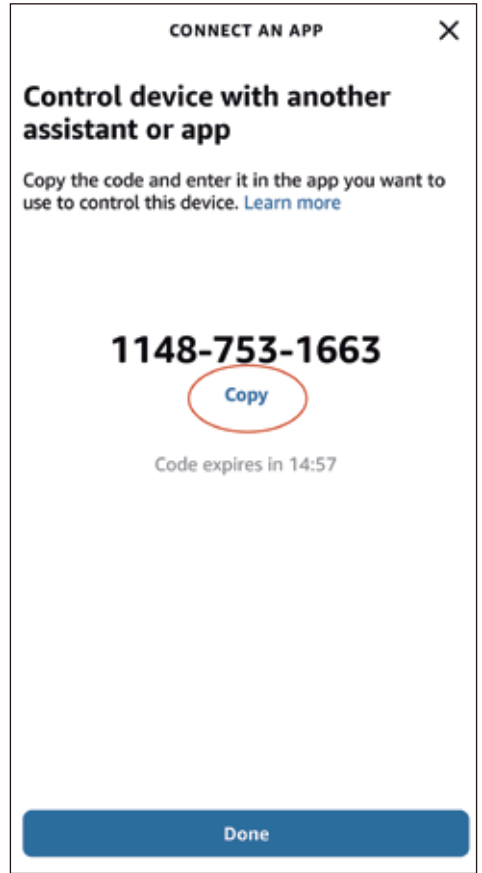 CONNECT AN APP
Control device with another
assistant or app
Copy the code and enter it in the app you want to
use to control this device. Learn more
1148-753-1663
Copy
Code expires in 14:57
Done